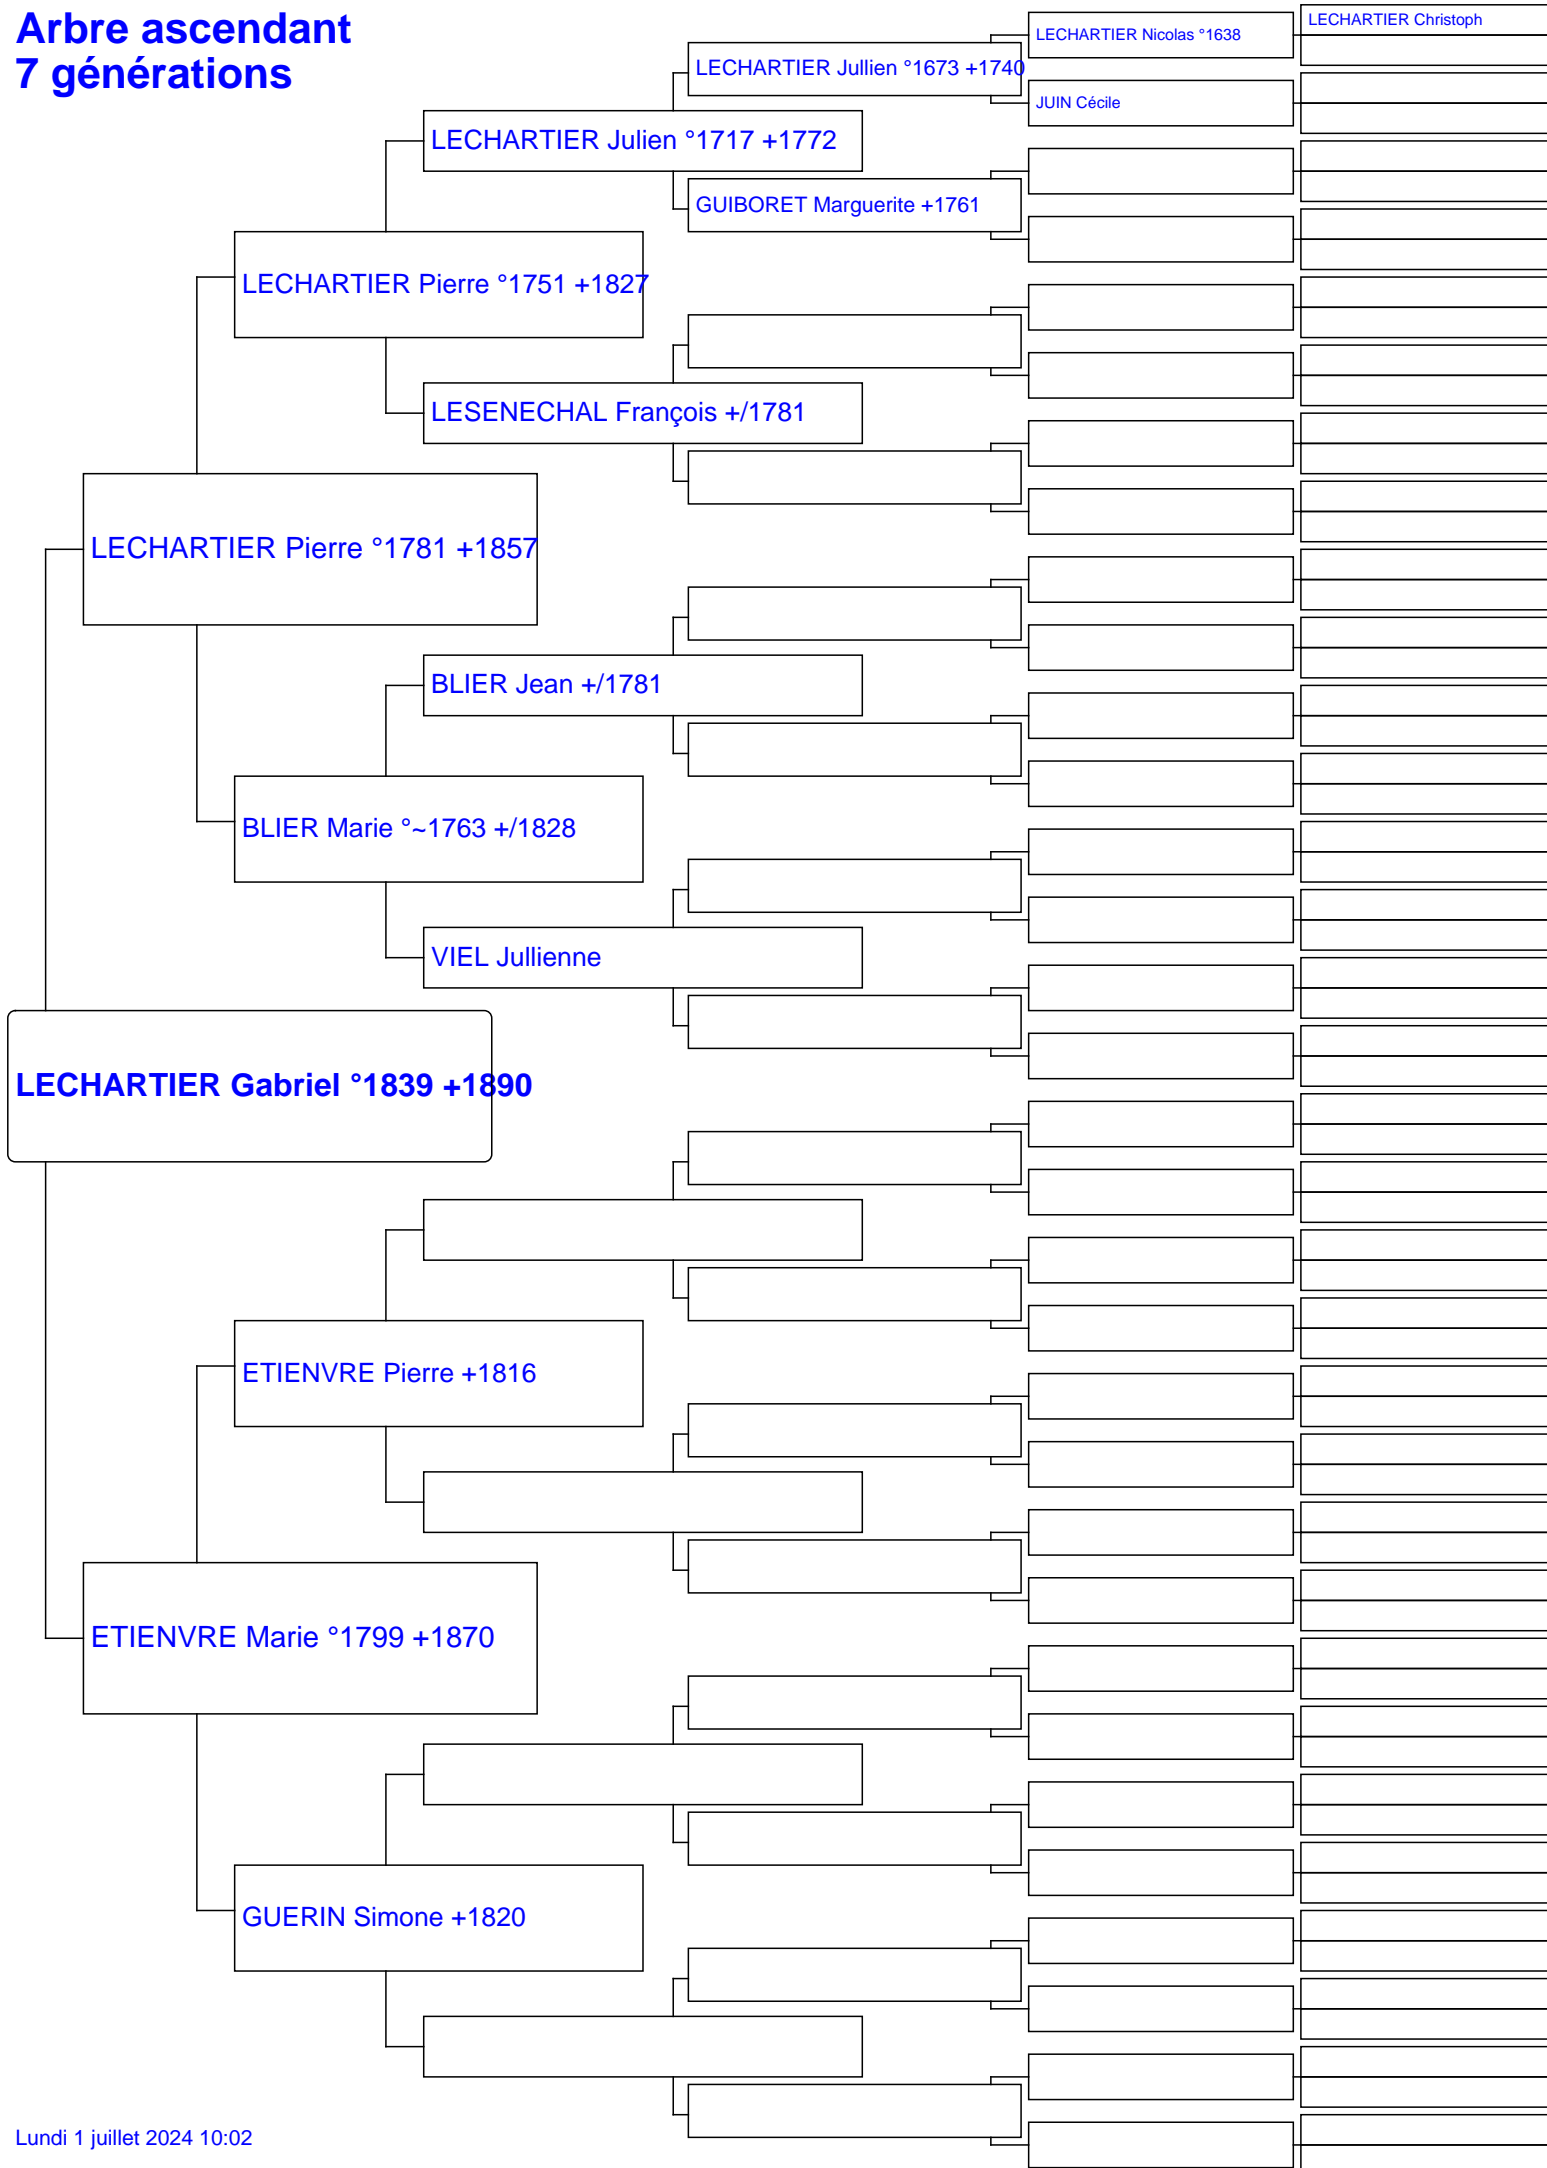 Arbre ascendant
7 générations
LECHARTIER Christoph
LECHARTIER Nicolas °1638
LECHARTIER Jullien °1673 +1740
JUIN Cécile
LECHARTIER Julien °1717 +1772
GUIBORET Marguerite +1761
LECHARTIER Pierre °1751 +1827
LESENECHAL François +/1781
LECHARTIER Pierre °1781 +1857
BLIER Jean +/1781
BLIER Marie °~1763 +/1828
VIEL Jullienne
LECHARTIER Gabriel °1839 +1890
ETIENVRE Pierre +1816
ETIENVRE Marie °1799 +1870
GUERIN Simone +1820
Lundi 1 juillet 2024 10:02